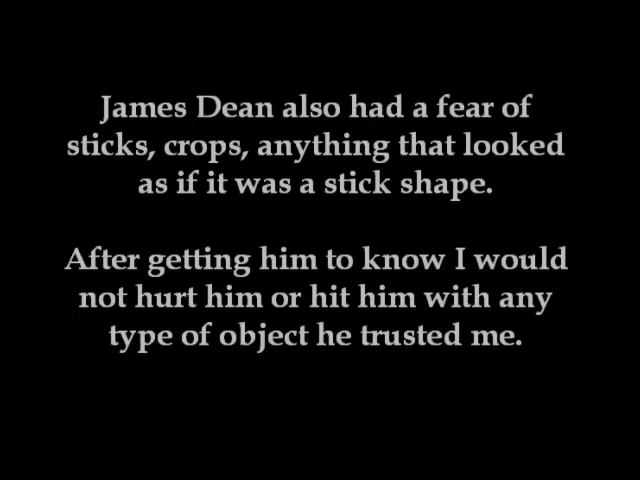 James Dean also had a fear of
sticks, crops, anything that looked
as if it was a stick shape.
After getting him to know I would
not hurt him or hit him with any
type of object he trusted me.